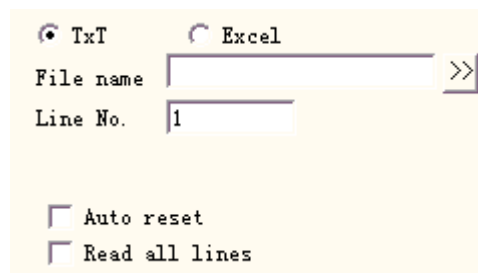 TxT Excel
File name >>
Line No. 1
Auto reset
Read all lines